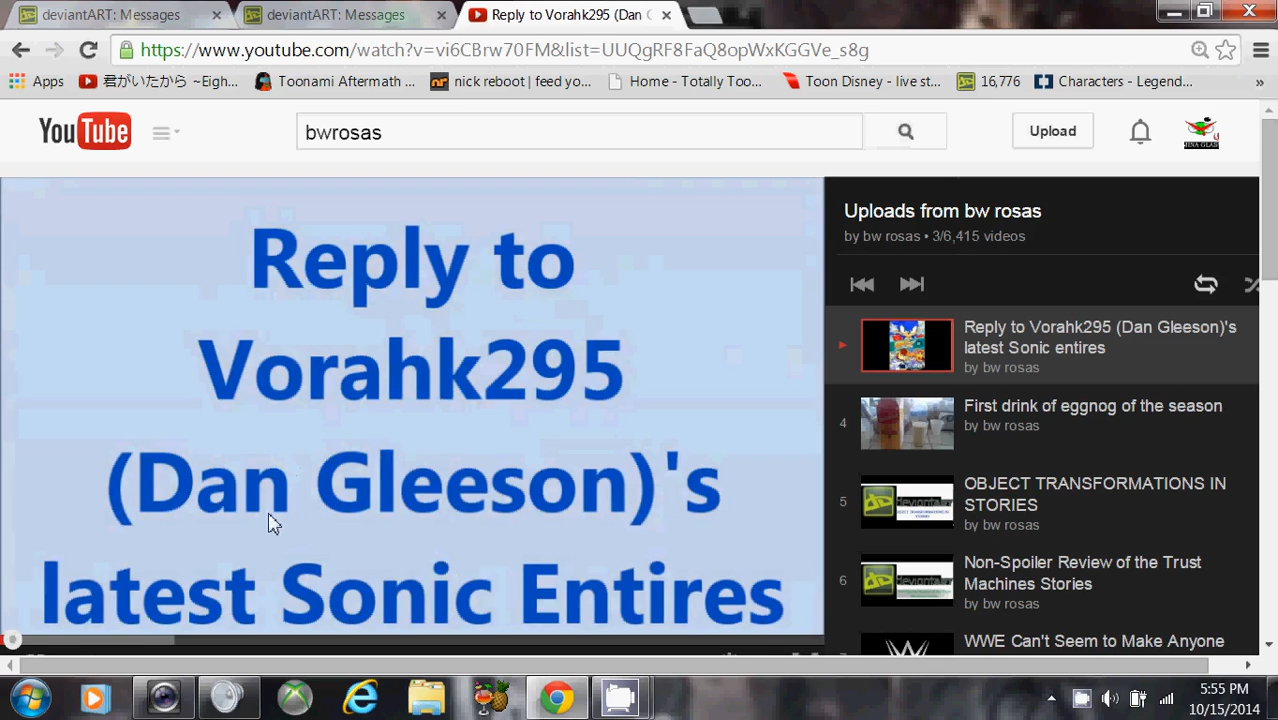 deviantART: Messages
deviantART: Messages
Reply to Vorahk295 (Dan G
https://www.youtube.com/watch?v=vi6CBrw70FM&list=UUQgRF8FaQ8opWxKGGVe_s8g
Apps
君がいたから ~Eigh...
Toonami Aftermath ...
nick reboot | feed yo...
Home - Totally Too...
Toon Disney - live st...
16,776
Characters - Legend...
»
YouTube
bwrosas
Upload
Reply to
Vorahk295
(Dan Gleeson)'s
latest Sonic Entires
Uploads from bw rosas
by bw rosas • 3/6,415 videos
Reply to Vorahk295 (Dan Gleeson)'s
latest Sonic entires
by bw rosas
4
First drink of eggnog of the season
by bw rosas
5
OBJECT TRANSFORMATIONS IN
STORIES
by bw rosas
6
Non-Spoiler Review of the Trust
Machines Stories
by bw rosas
WWE Can't Seem to Make Anyone
5:55 PM
10/15/2014